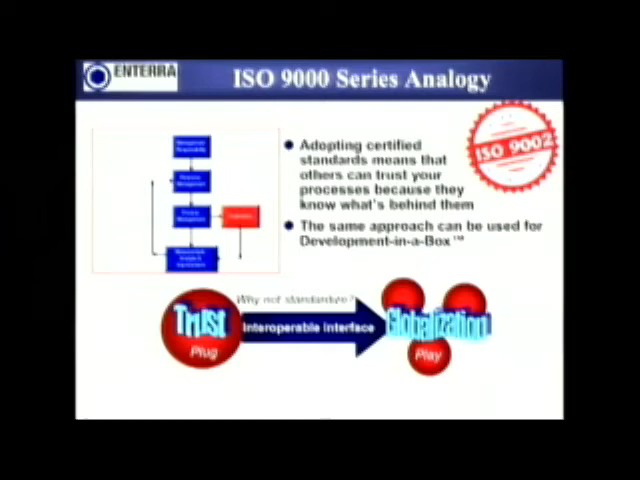 ENTERRA
ISO 9000 Series Analogy
Adopting certified
standards means that
others can trust your
processes because they
know what's behind them
The same approach can be used for
Development-in-a-Box™
ISO 9002
Management
Management
Why not standardize?
Trust
Interoperable Interface
Globalization
Plug
Play